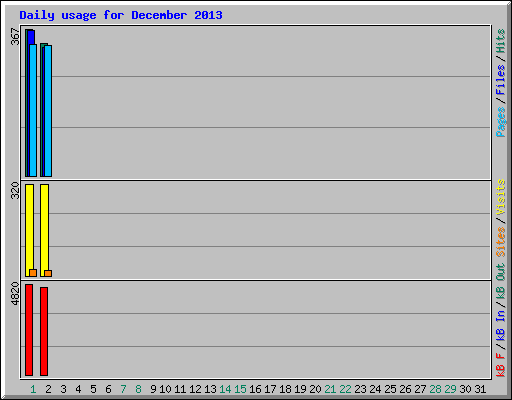 Daily usage for December 2013
367
Pages / Files / Hits
320
Sites / Visits
4820
kB F / kB In / kB Out
1 2 3 4 5 6 7 8 9 10 11 12 13 14 15 16 17 18 19 20 21 22 23 24 25 26 27 28 29 30 31